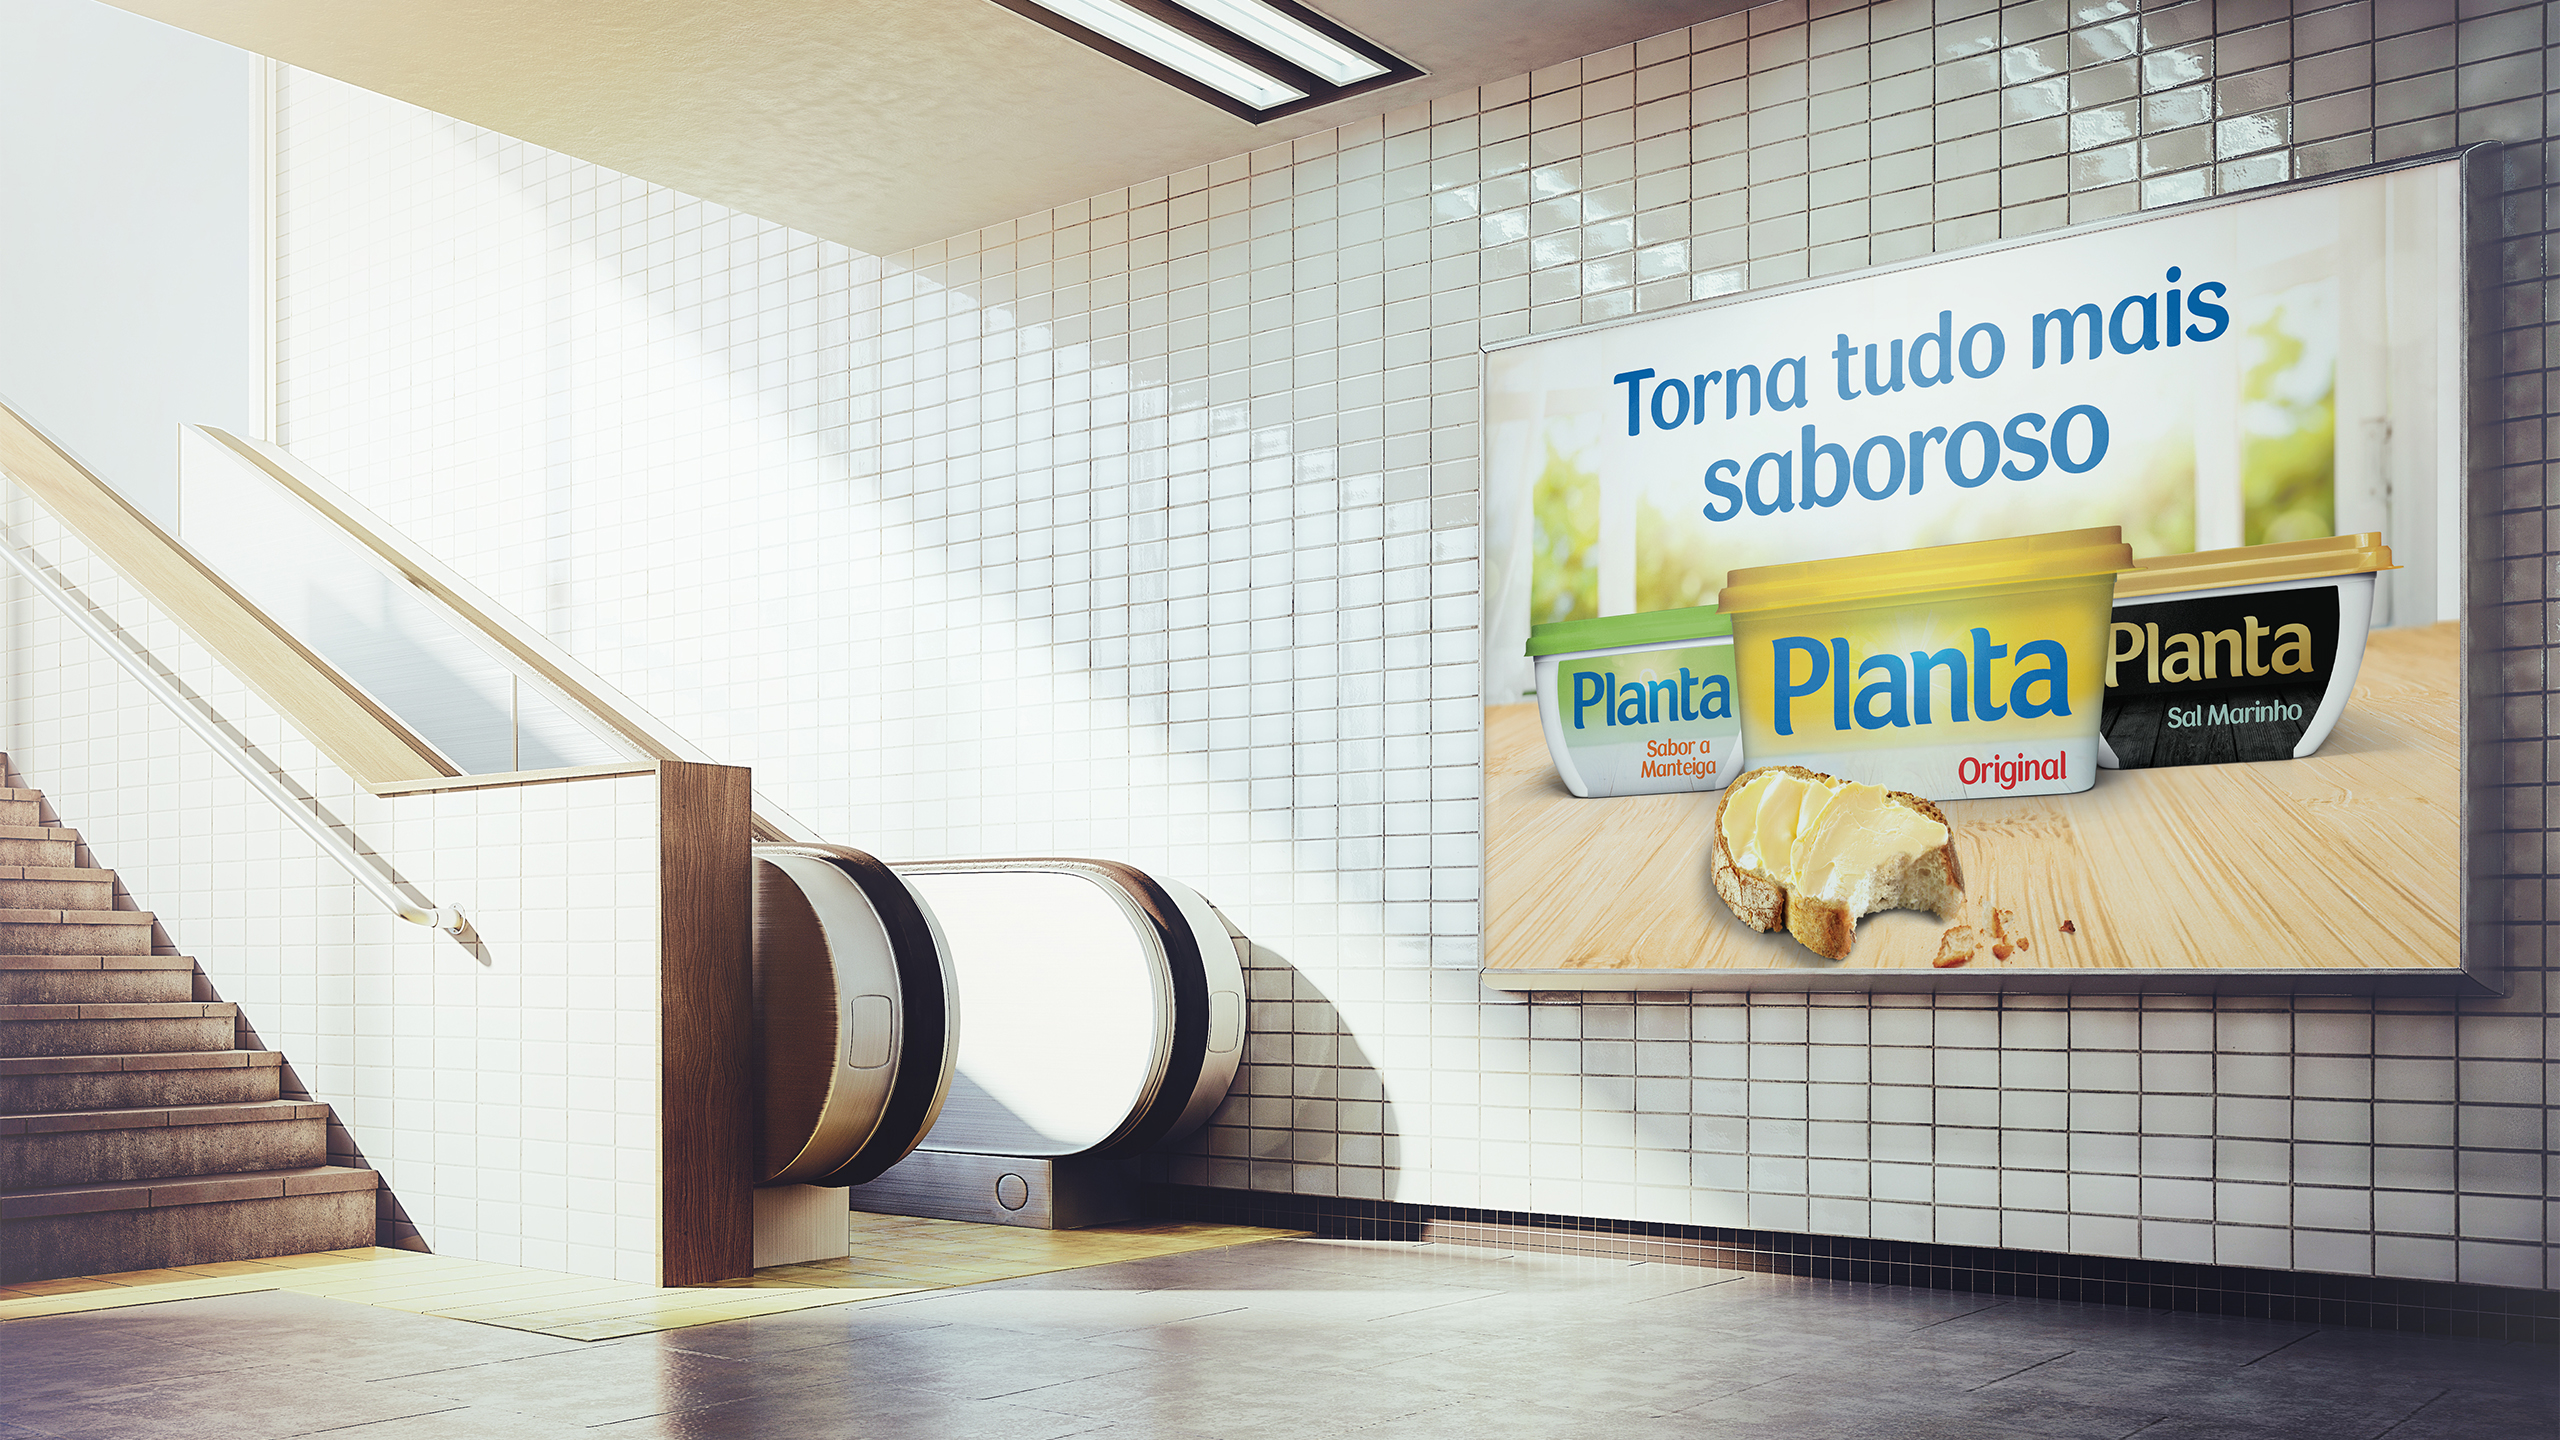 Torna tudo mais
saboroso
Planta
Sabor a
Manteiga
Planta
Original
Planta
Sal Marinho